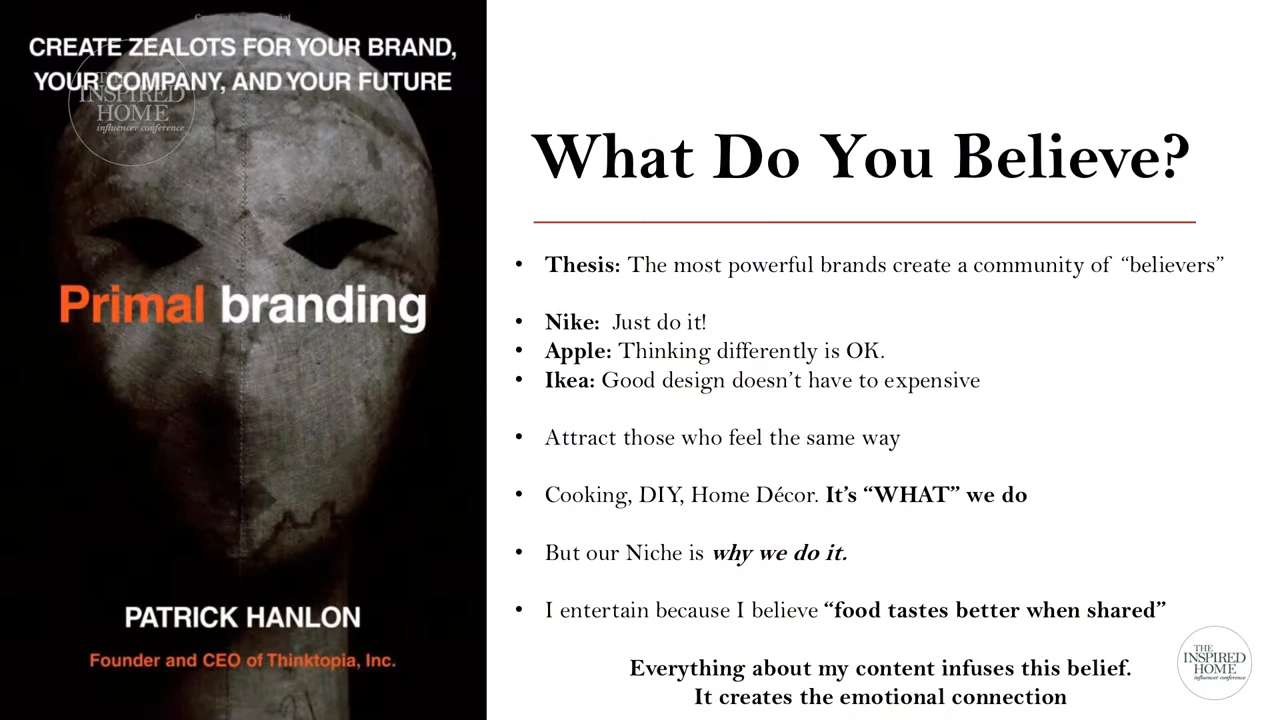 CREATE ZEALOTS FOR YOUR BRAND,
YOUR COMPANY, AND YOUR FUTURE
THE
INSPIRED
HOME
influencer conference
Primal branding
PATRICK HANLON
Founder and CEO of Thinktopia, Inc.
What Do You Believe?
• Thesis: The most powerful brands create a community of “believers”
• Nike: Just do it!
• Apple: Thinking differently is OK.
• Ikea: Good design doesn’t have to expensive
• Attract those who feel the same way
• Cooking, DIY, Home Décor. It’s “WHAT” we do
• But our Niche is why we do it.
• I entertain because I believe “food tastes better when shared”
Everything about my content infuses this belief.
It creates the emotional connection
THE
INSPIRED
HOME
influencer conference